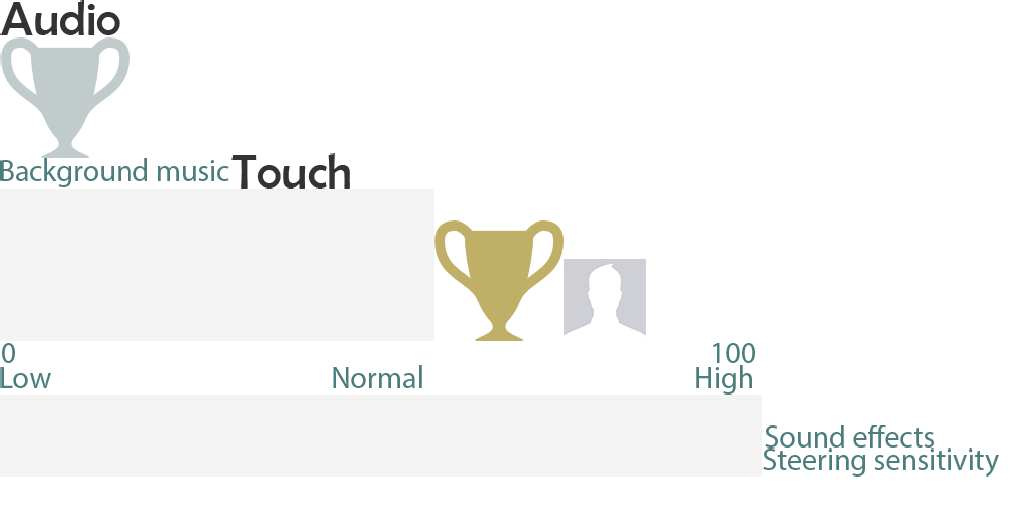 Audio
Background music
Touch
0 100
Low Normal High
Sound effects
Steering sensitivity